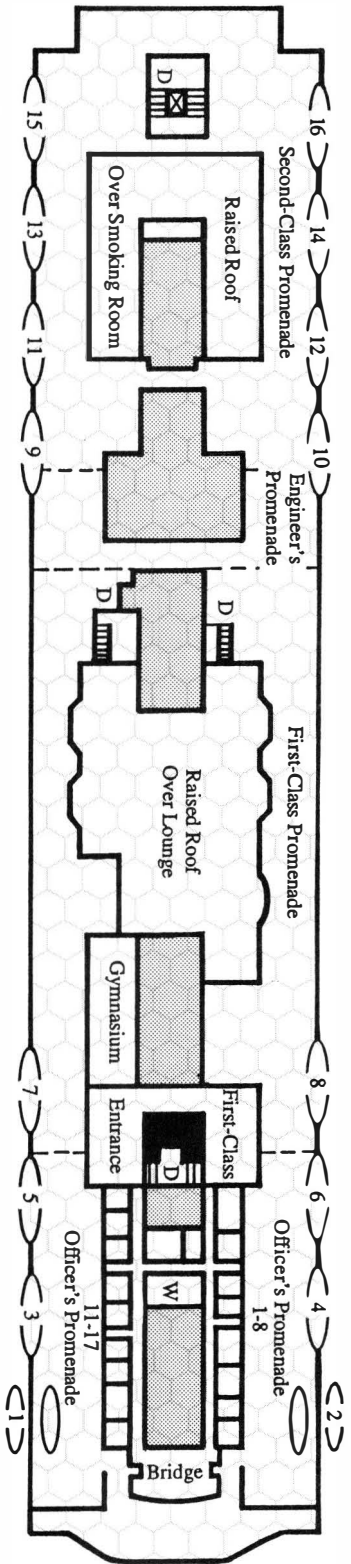 15
16
D
Second-Class Promenade
13
14
Over Smoking Room
Raised Roof
11
12
9
10
Engineer's
Promenade
D
D
First-Class Promenade
Raised Roof
Over Lounge
Gymnasium
7
8
Entrance
First-Class
D
5
6
Officer's Promenade
11-17
Officer's Promenade
1-8
W
3
4
1
2
Bridge